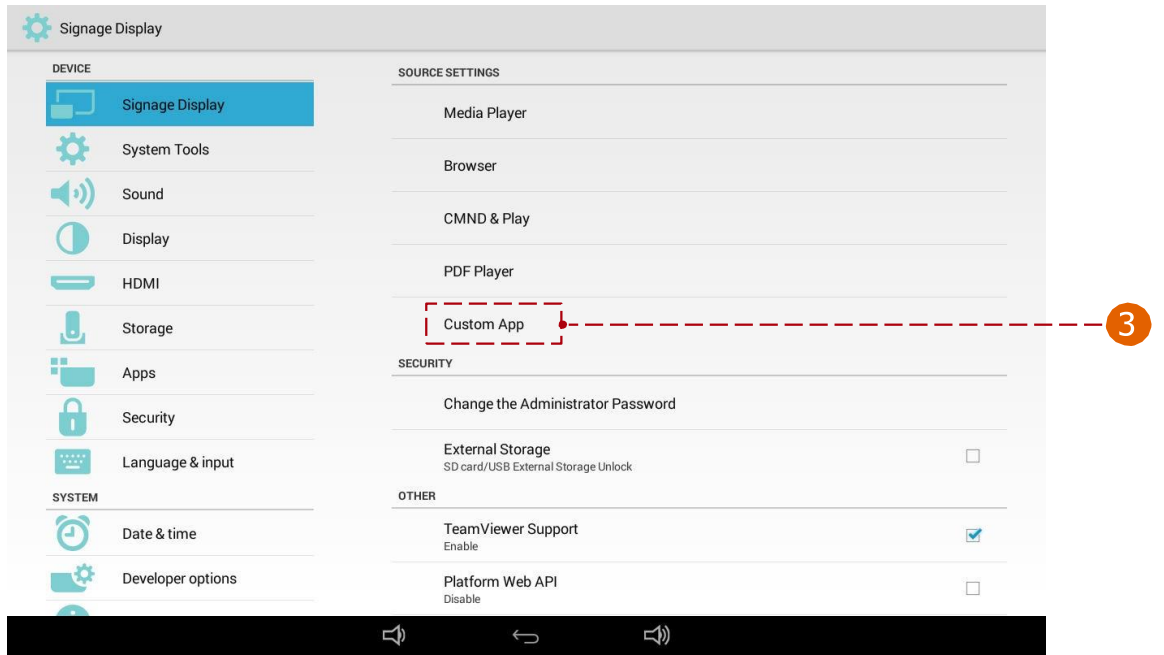 Signage Display
DEVICE
Signage Display
System Tools
Sound
Display
HDMI
Storage
Apps
Security
Language & input
SYSTEM
Date & time
Developer options
SOURCE SETTINGS
Media Player
Browser
CMND & Play
PDF Player
Custom App
3
SECURITY
Change the Administrator Password
External Storage
SD card/USB External Storage Unlock
OTHER
TeamViewer Support
Enable
Platform Web API
Disable